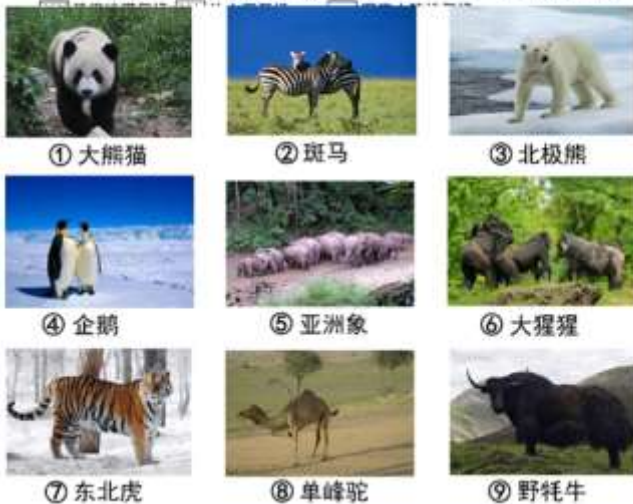 ① 大熊猫
② 斑马
③ 北极熊
④ 企鹅
⑤ 亚洲象
⑥ 大猩猩
⑦ 东北虎
⑧ 单峰驼
⑨ 野牦牛